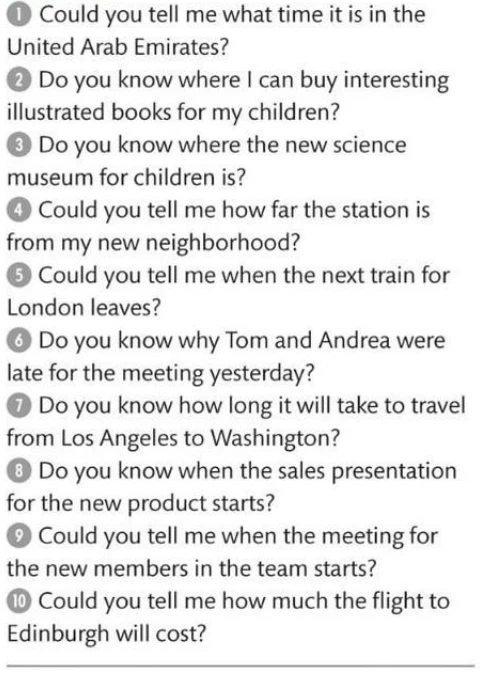 1 Could you tell me what time it is in the
United Arab Emirates?
2 Do you know where I can buy interesting
illustrated books for my children?
3 Do you know where the new science
museum for children is?
4 Could you tell me how far the station is
from my new neighborhood?
5 Could you tell me when the next train for
London leaves?
6 Do you know why Tom and Andrea were
late for the meeting yesterday?
7 Do you know how long it will take to travel
from Los Angeles to Washington?
8 Do you know when the sales presentation
for the new product starts?
9 Could you tell me when the meeting for
the new members in the team starts?
10 Could you tell me how much the flight to
Edinburgh will cost?